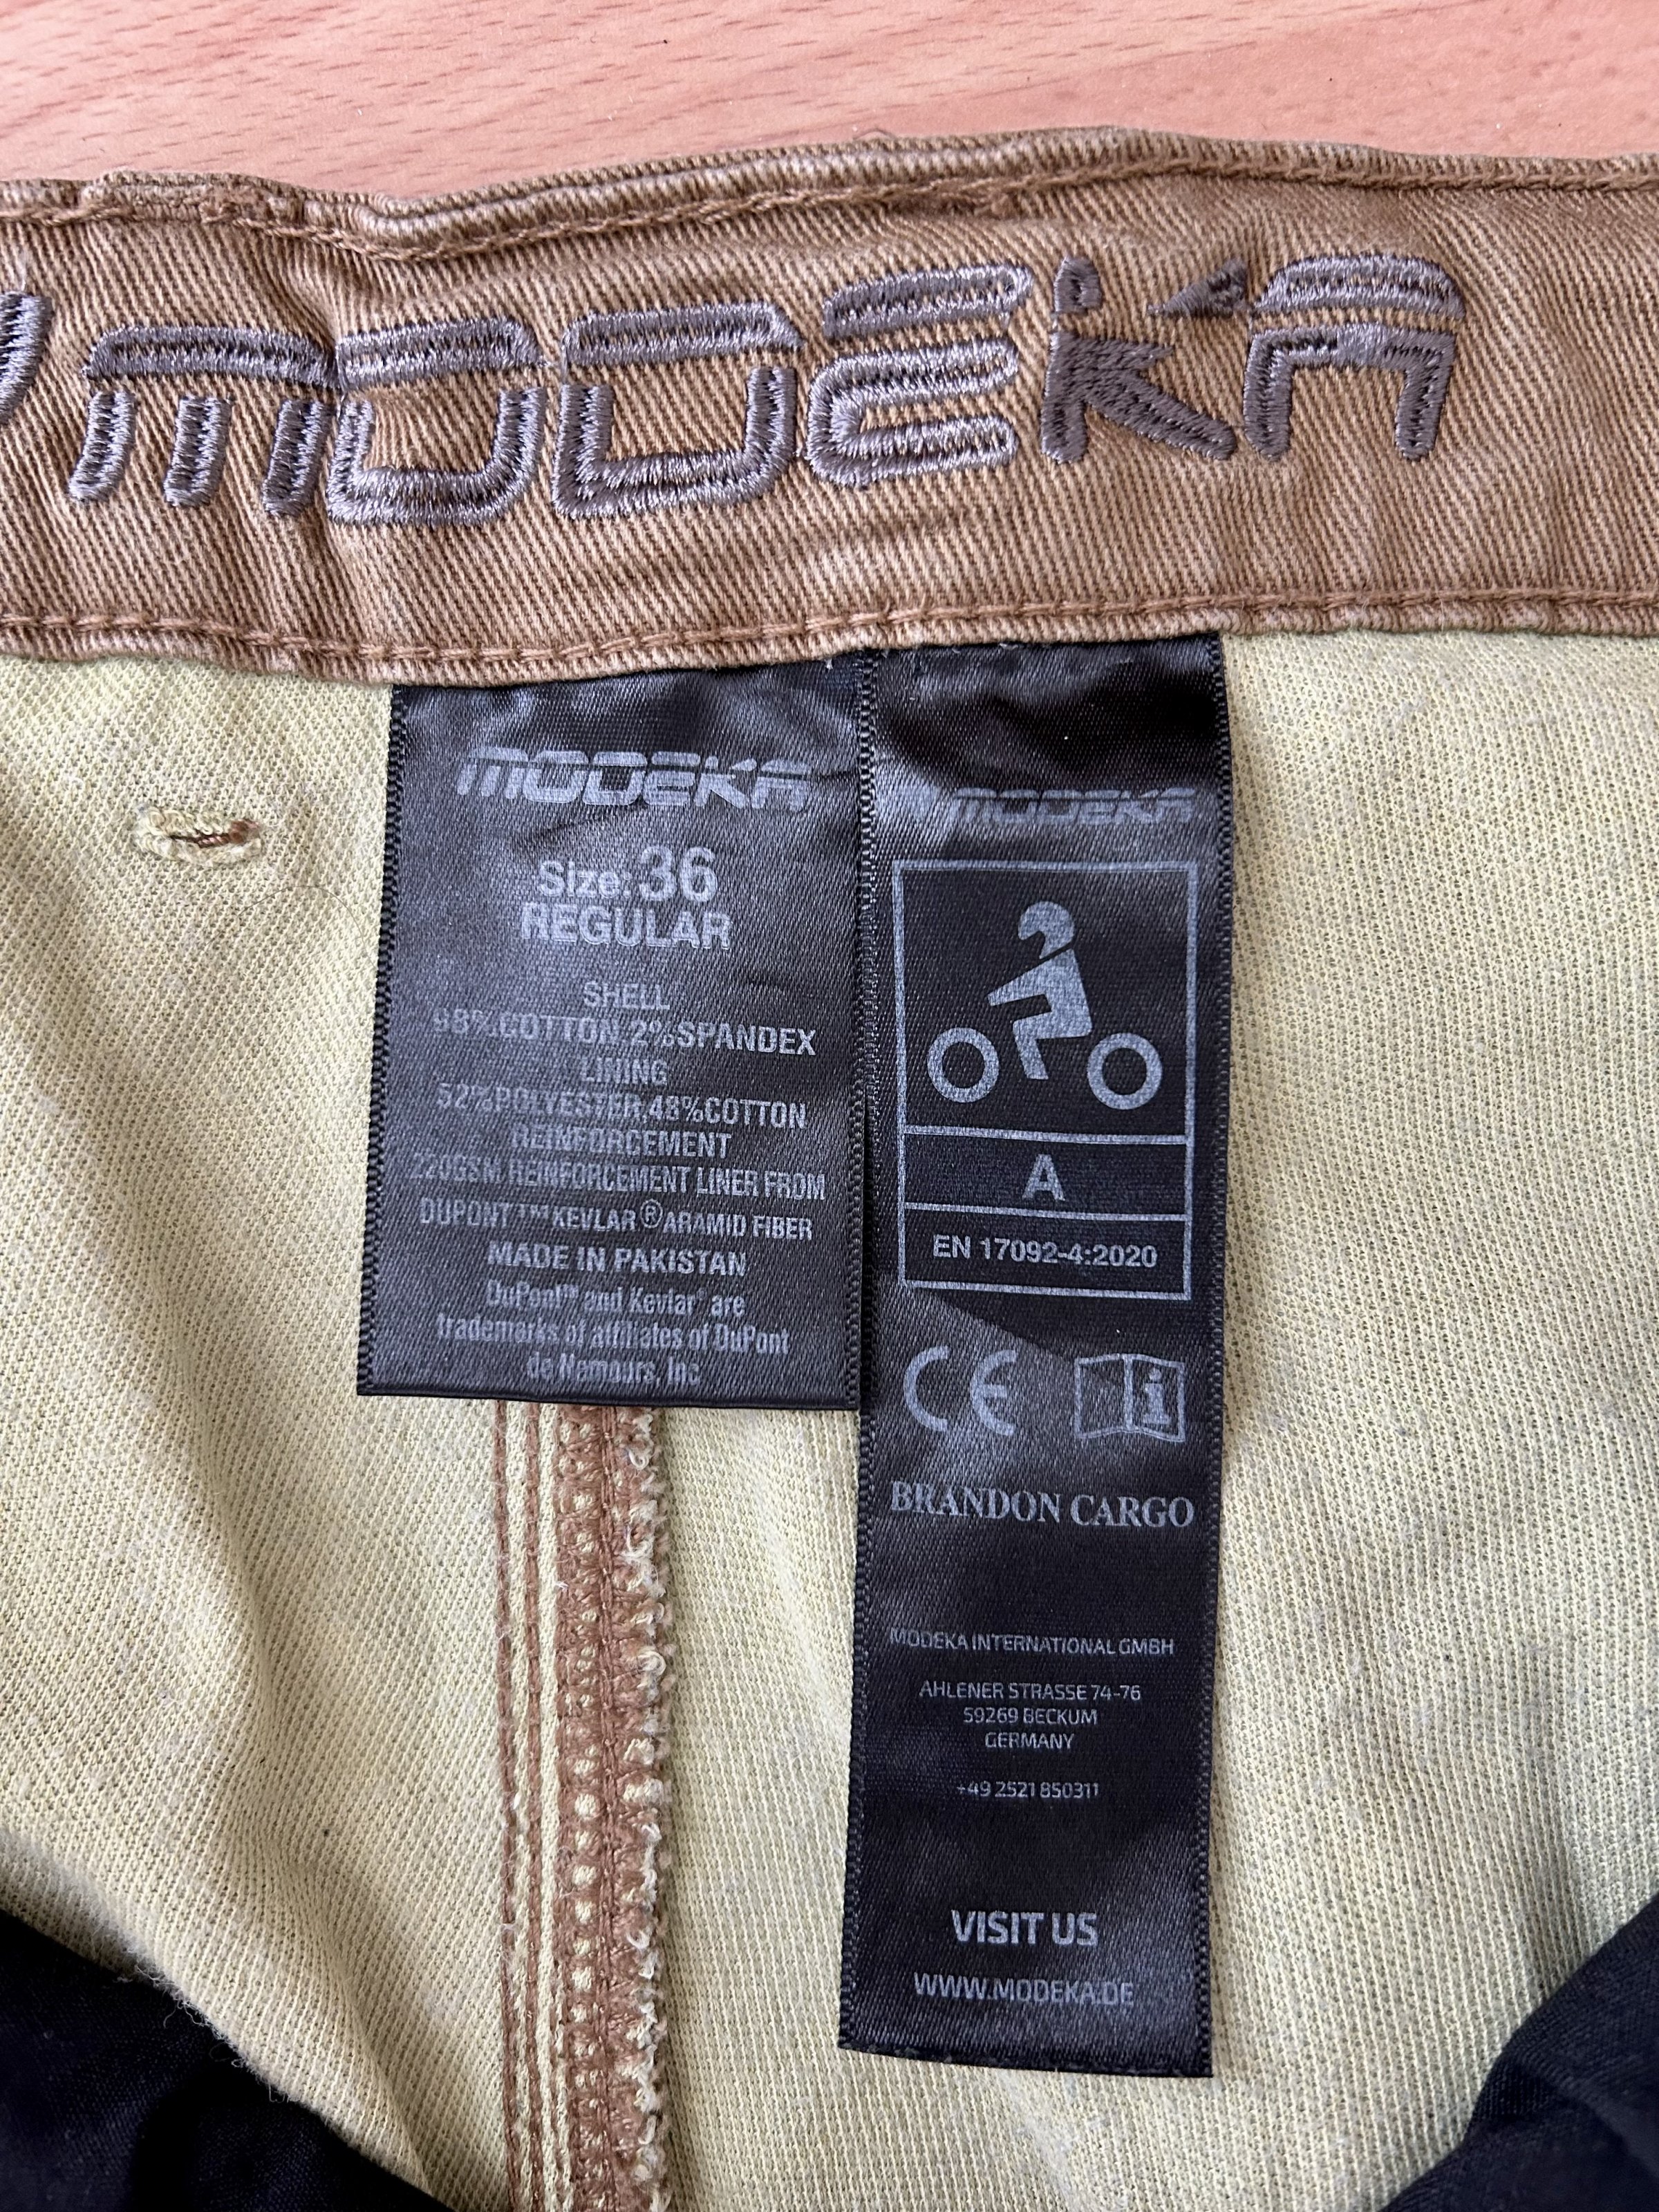 MODEKA
MODEKA
Size: 36
REGULAR
SHELL
98%COTTON 2%SPANDEX
LINING
52%POLYESTER,48%COTTON
REINFORCEMENT
220GSM REINFORCEMENT LINER FROM
DUPONT™KEVLAR®ARAMID FIBER
MADE IN PAKISTAN
DuPont™ and Kevlar® are
trademarks of affiliates of DuPont
de Nemours, Inc
MODEKA
A
EN 17092-4:2020
CE i
BRANDON CARGO
MODEKA INTERNATIONAL GMBH
AHLENER STRASSE 74-76
59269 BECKUM
GERMANY
+49 2521 850311
VISIT US
WWW.MODEKA.DE